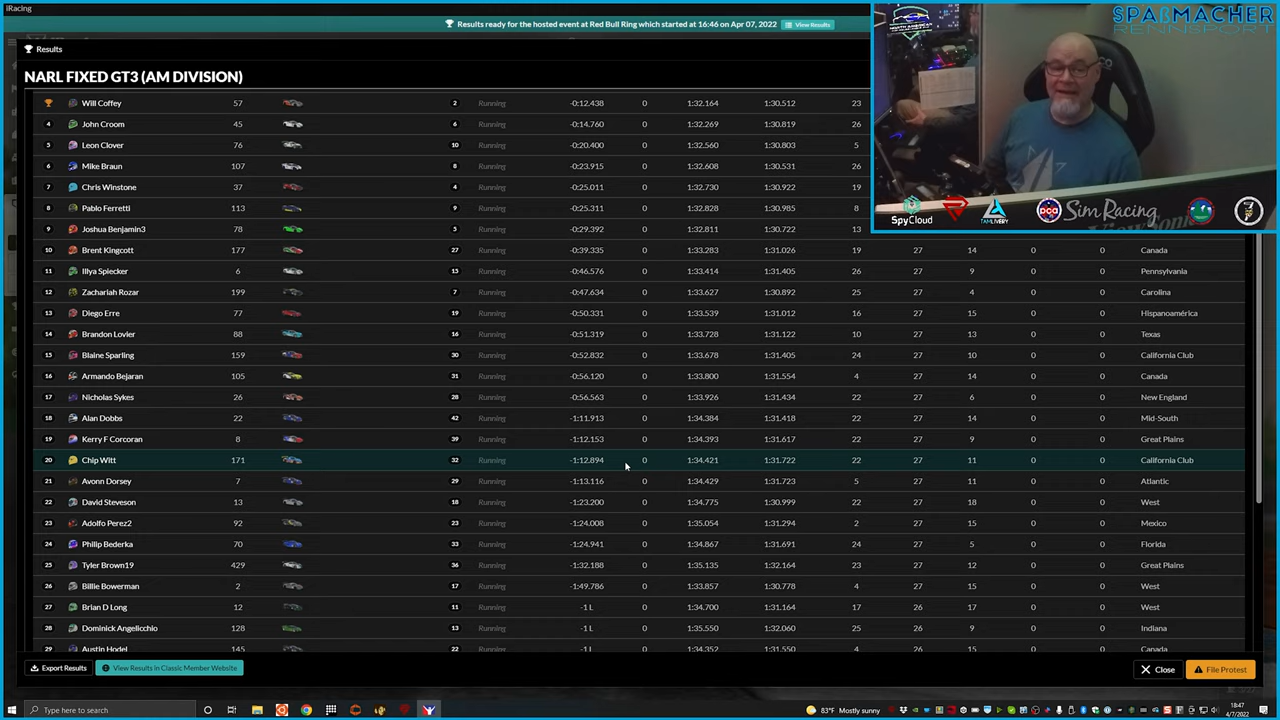 iRacing
Results ready for the hosted event at Red Bull Ring which started at 16:46 on Apr 07, 2022 View Results
SPAßMACHER
RENNSPORT
Results
NARL FIXED GT3 (AM DIVISION)
Will Coffey 57 2 Running -0:12.438 0 1:32.164 1:30.512 23
4 John Croom 45 6 Running -0:14.760 0 1:32.269 1:30.819 26
5 Leon Clover 76 10 Running -0:20.400 0 1:32.560 1:30.803 5
6 Mike Braun 107 8 Running -0:23.915 0 1:32.608 1:30.531 26
7 Chris Winstone 37 4 Running -0:25.011 0 1:32.730 1:30.922 19
8 Pablo Ferretti 113 9 Running -0:25.311 0 1:32.828 1:30.985 8
SpyCloud TAMLIVERY pca Sim Racing 7
9 Joshua Benjamin3 78 5 Running -0:29.392 0 1:32.811 1:30.722 13
10 Brent Kingcott 177 27 Running -0:39.335 0 1:33.283 1:31.026 19 27 14 0 0 Canada
11 Illya Spiecker 6 15 Running -0:46.576 0 1:33.414 1:31.405 26 27 9 0 0 Pennsylvania
12 Zachariah Rozar 199 7 Running -0:47.634 0 1:33.627 1:30.892 25 27 4 0 0 Carolina
13 Diego Erre 77 19 Running -0:50.331 0 1:33.539 1:31.012 16 27 15 0 0 Hispanoamérica
14 Brandon Lovier 88 16 Running -0:51.319 0 1:33.728 1:31.122 10 27 13 0 0 Texas
15 Blaine Sparling 159 30 Running -0:52.832 0 1:33.678 1:31.405 24 27 10 0 0 California Club
16 Armando Bejaran 105 31 Running -0:56.120 0 1:33.800 1:31.554 4 27 14 0 0 Canada
17 Nicholas Sykes 26 28 Running -0:56.563 0 1:33.926 1:31.434 22 27 6 0 0 New England
18 Alan Dobbs 22 42 Running -1:11.913 0 1:34.384 1:31.418 22 27 14 0 0 Mid-South
19 Kerry F Corcoran 8 39 Running -1:12.153 0 1:34.393 1:31.617 22 27 9 0 0 Great Plains
20 Chip Witt 171 32 Running -1:12.894 0 1:34.421 1:31.722 22 27 11 0 0 California Club
21 Avonn Dorsey 7 29 Running -1:13.116 0 1:34.429 1:31.723 5 27 11 0 0 Atlantic
22 David Steveson 13 18 Running -1:23.200 0 1:34.775 1:30.999 22 27 18 0 0 West
23 Adolfo Perez2 92 23 Running -1:24.008 0 1:35.054 1:31.294 2 27 15 0 0 Mexico
24 Philip Bederka 70 33 Running -1:24.941 0 1:34.867 1:31.691 24 27 5 0 0 Florida
25 Tyler Brown19 429 36 Running -1:32.188 0 1:35.135 1:32.164 23 27 12 0 0 Great Plains
26 Billie Bowerman 2 17 Running -1:49.786 0 1:33.857 1:30.778 4 27 16 0 0 West
27 Brian D Long 12 11 Running -1 L 0 1:34.700 1:31.164 17 26 17 0 0 West
28 Dominick Angelicchio 128 13 Running -1 L 0 1:35.550 1:32.060 25 26 9 0 0 Indiana
29 Austin Hodel 145 22 Running -1 L 0 1:34.352 1:31.550 4 26 15 0 0 Canada
Export Results View Results in Classic Member Website Close File Protest
Type here to search 83°F Mostly sunny 18:47
4/7/2022